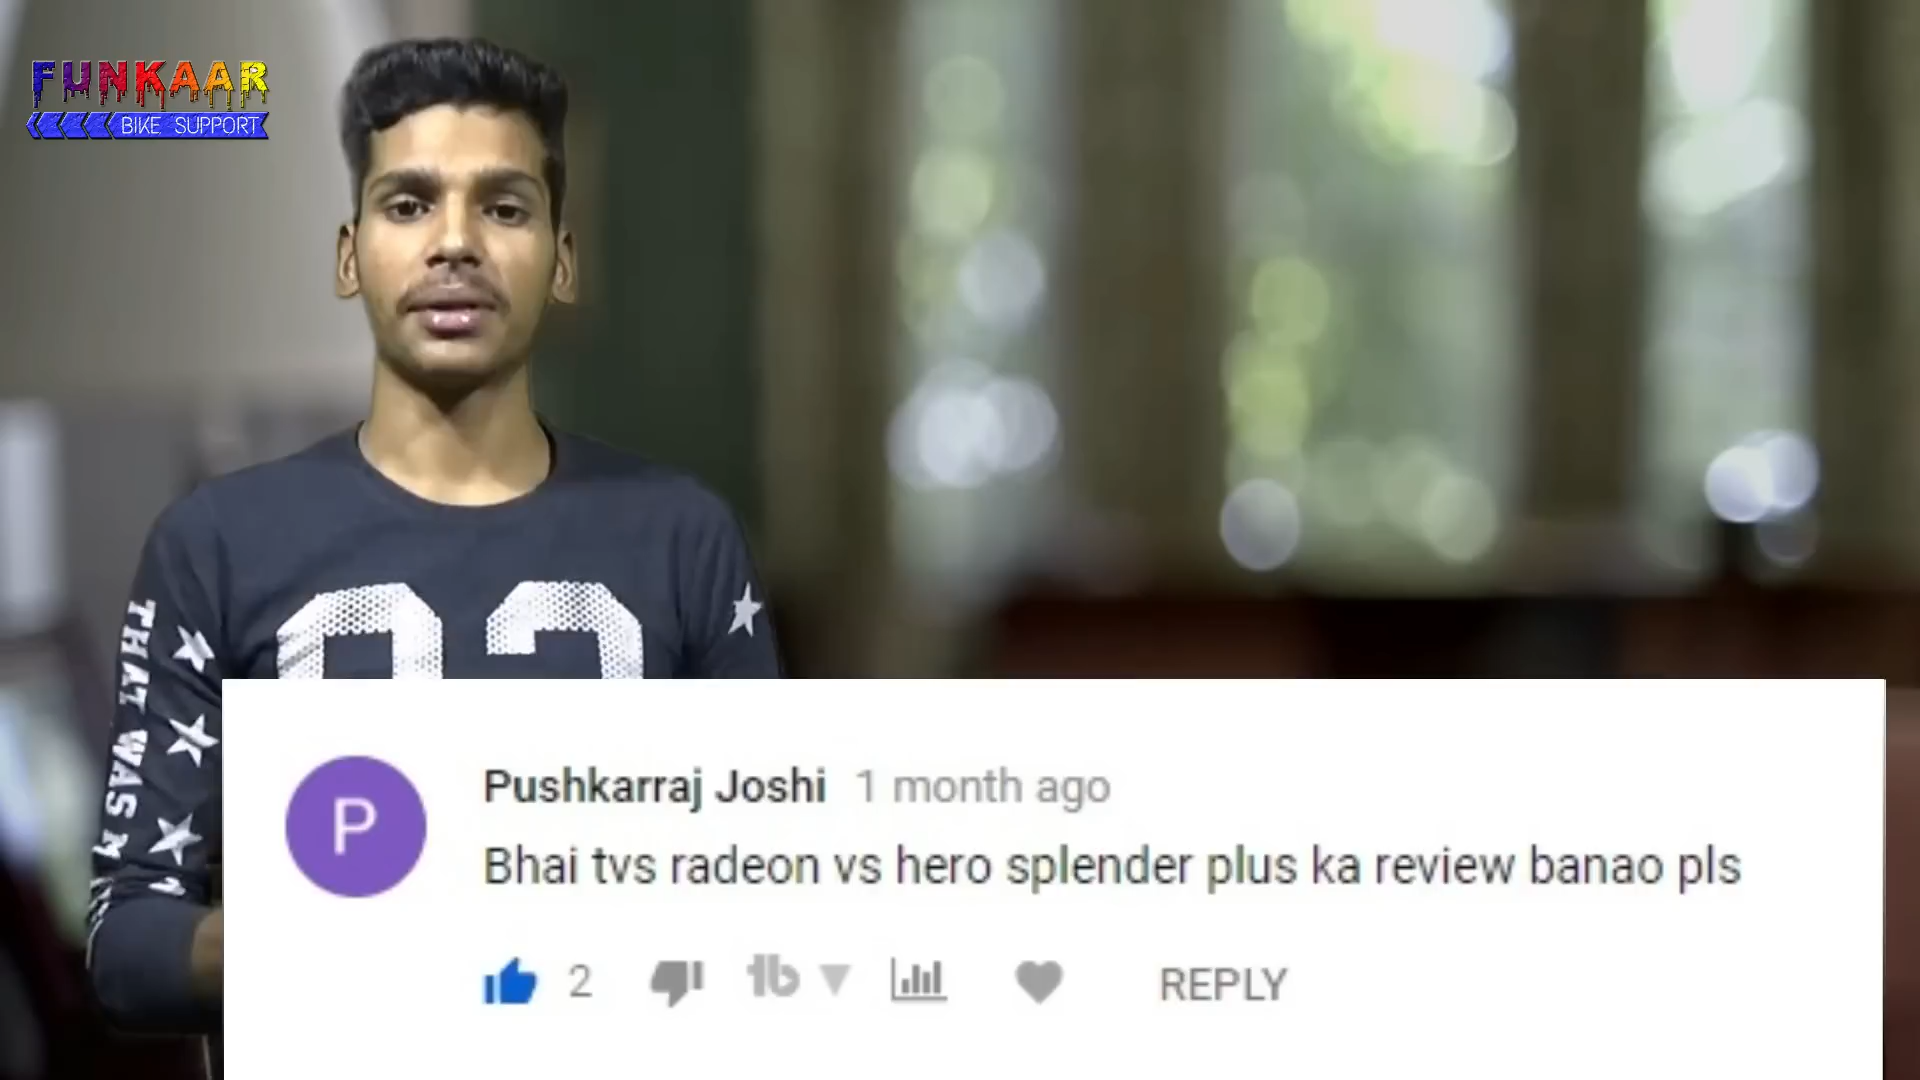 FUNKAAR
BIKE SUPPORT
THAT WAS M
Pushkarraj Joshi 1 month ago
Bhai tvs radeon vs hero splender plus ka review banao pls
P
2
REPLY